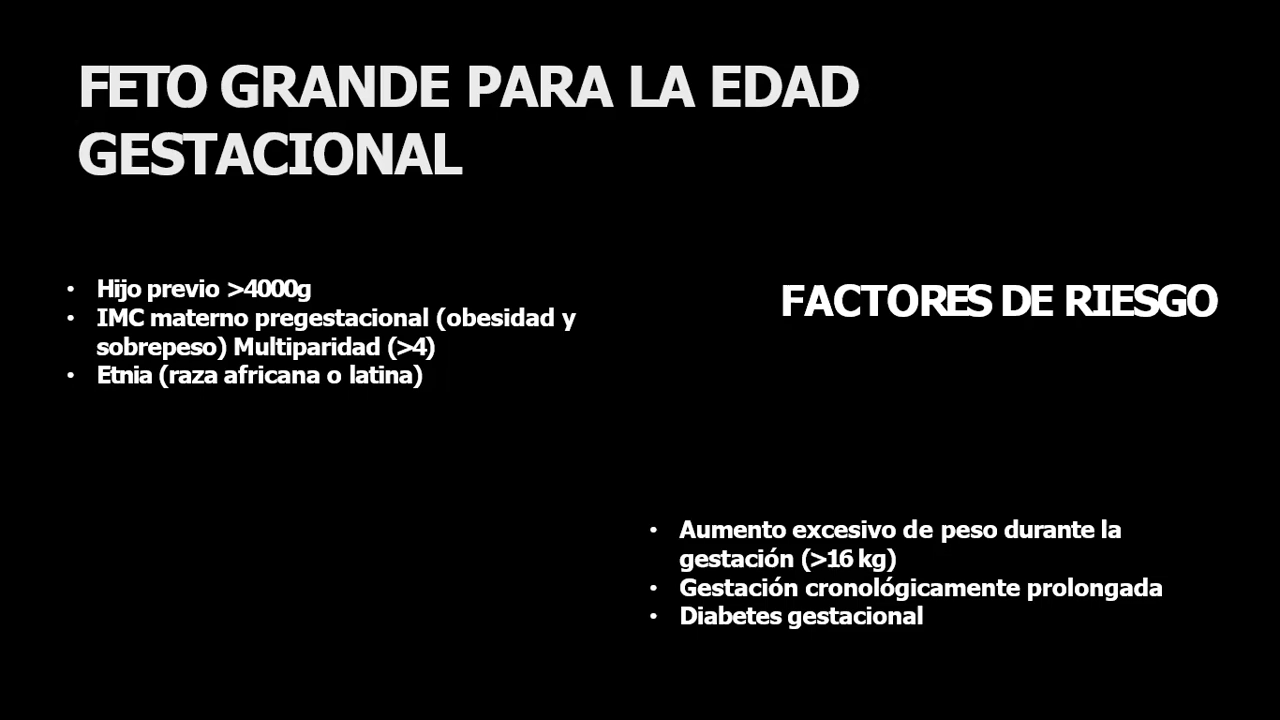 FETO GRANDE PARA LA EDAD
GESTACIONAL
• Hijo previo >4000g
• IMC materno pregestacional (obesidad y
sobrepeso) Multiparidad (>4)
• Etnia (raza africana o latina)
FACTORES DE RIESGO
• Aumento excesivo de peso durante la
gestación (>16 kg)
• Gestación cronológicamente prolongada
• Diabetes gestacional